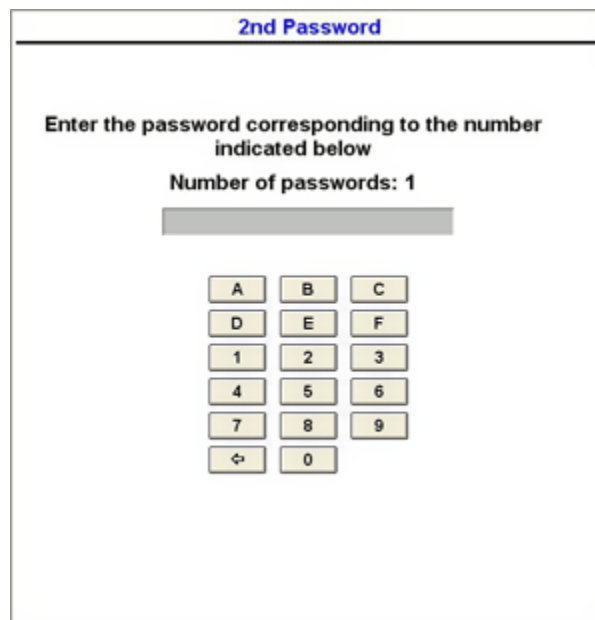 2nd Password
Enter the password corresponding to the number
indicated below
Number of passwords: 1
A B C
D E F
1 2 3
4 5 6
7 8 9
⇦ 0